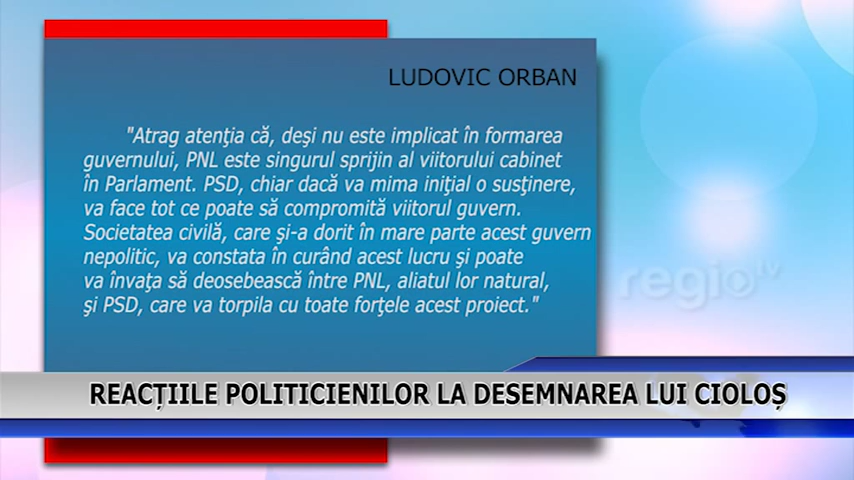 LUDOVIC ORBAN
"Atrag atenţia că, deşi nu este implicat în formarea
guvernului, PNL este singurul sprijin al viitorului cabinet
în Parlament. PSD, chiar dacă va mima iniţial o susţinere,
va face tot ce poate să compromită viitorul guvern.
Societatea civilă, care şi-a dorit în mare parte acest guvern
nepolitic, va constata în curând acest lucru şi poate
va învaţa să deosebească între PNL, aliatul lor natural,
şi PSD, care va torpila cu toate forţele acest proiect."
regio tv
REACȚIILE POLITICIENILOR LA DESEMNAREA LUI CIOLOȘ